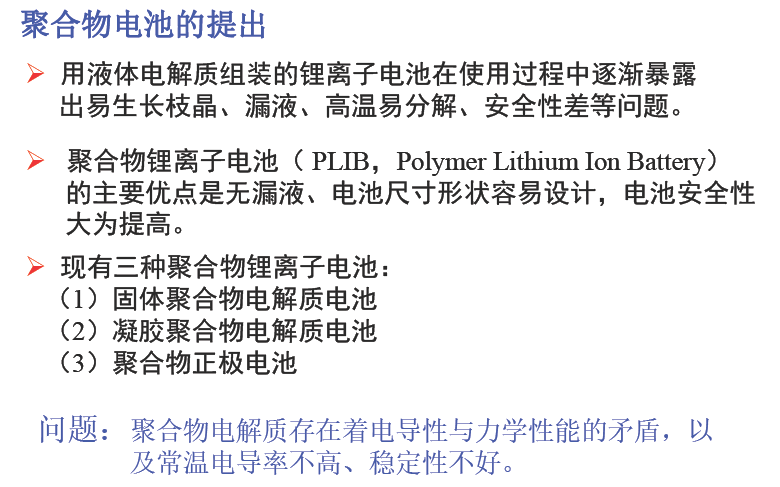 聚合物电池的提出
➢ 用液体电解质组装的锂离子电池在使用过程中逐渐暴露
出易生长枝晶、漏液、高温易分解、安全性差等问题。
➢ 聚合物锂离子电池（ PLIB，Polymer Lithium Ion Battery）
的主要优点是无漏液、电池尺寸形状容易设计，电池安全性
大为提高。
➢ 现有三种聚合物锂离子电池：
（1）固体聚合物电解质电池
（2）凝胶聚合物电解质电池
（3）聚合物正极电池
问题：聚合物电解质存在着电导性与力学性能的矛盾，以
及常温电导率不高、稳定性不好。